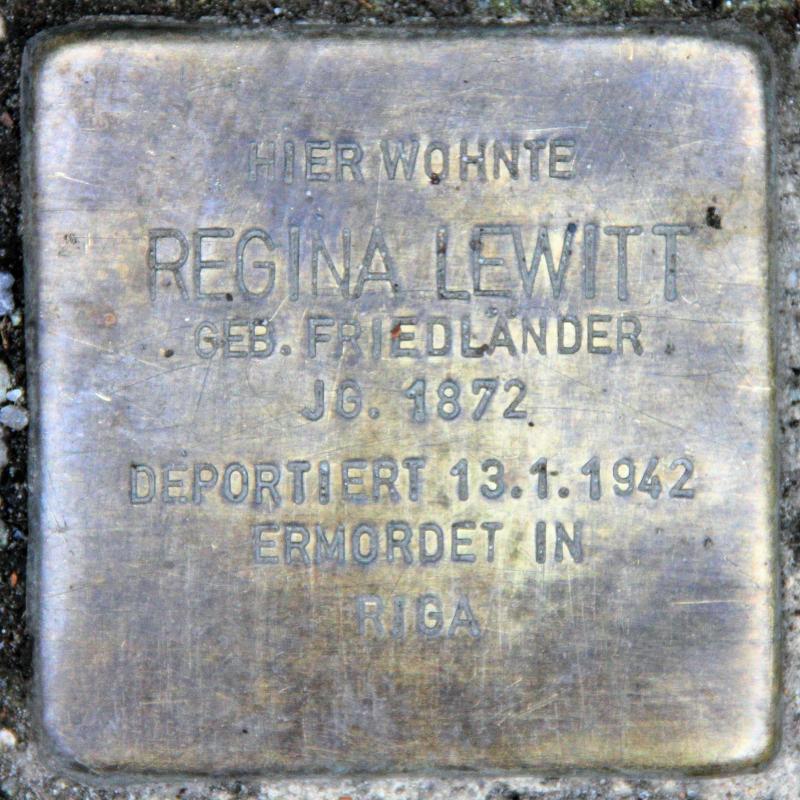 HIER WOHNTE
REGINA LEWITT
GEB. FRIEDLÄNDER
JG. 1872
DEPORTIERT 13.1.1942
ERMORDET IN
RIGA